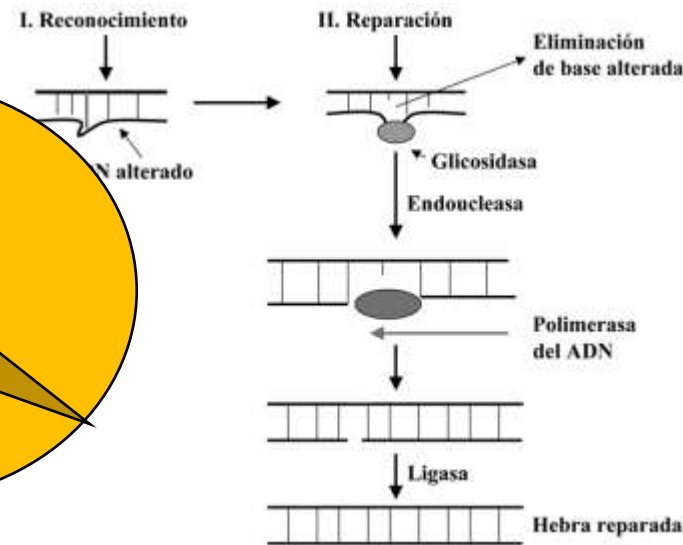 I. Reconocimiento
II. Reparación
Eliminación
de base alterada
alterado
Glicosidasa
Endoucleasa
Polimerasa
del ADN
Ligasa
Hebra reparada